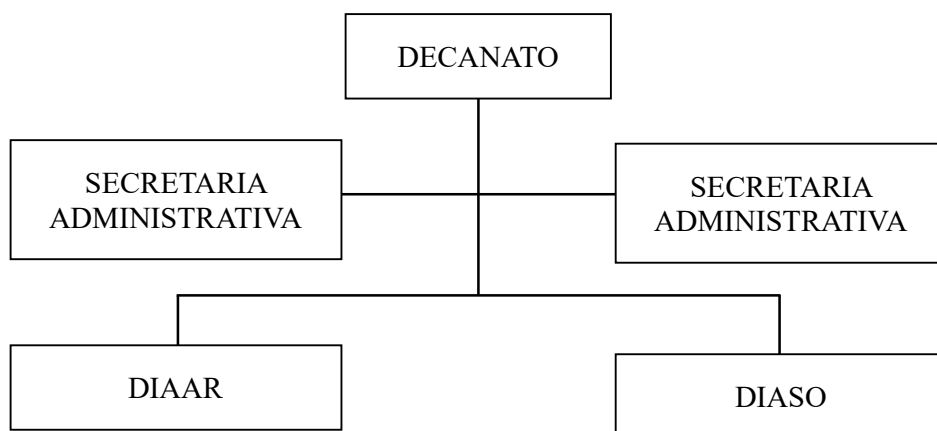 DECANATO
SECRETARIA
ADMINISTRATIVA
SECRETARIA
ADMINISTRATIVA
DIAAR
DIASO